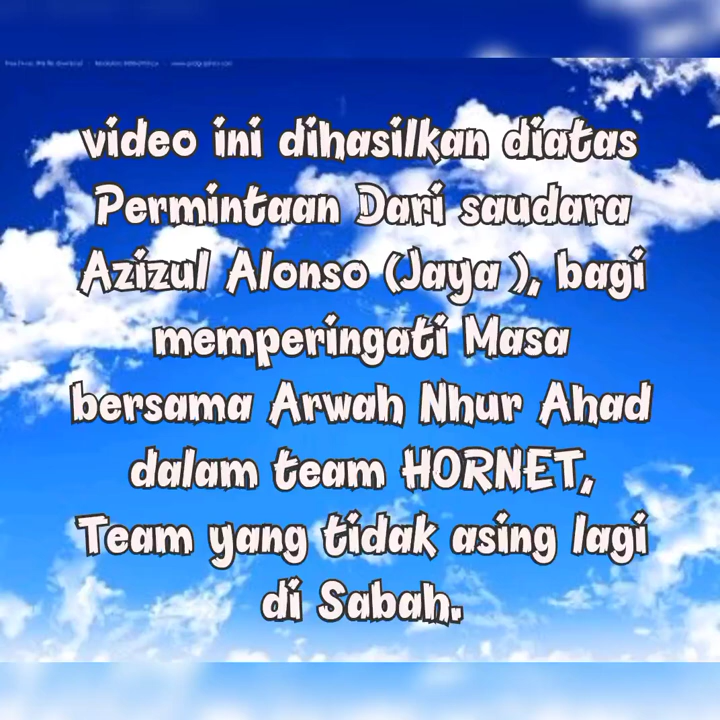 video ini dihasilkan diatas
Permintaan Dari saudara
Azizul Alonso (Jaya ), bagi
memperingati Masa
bersama Arwah Nhur Ahad
dalam team HORNET,
Team yang tidak asing lagi
di Sabah.